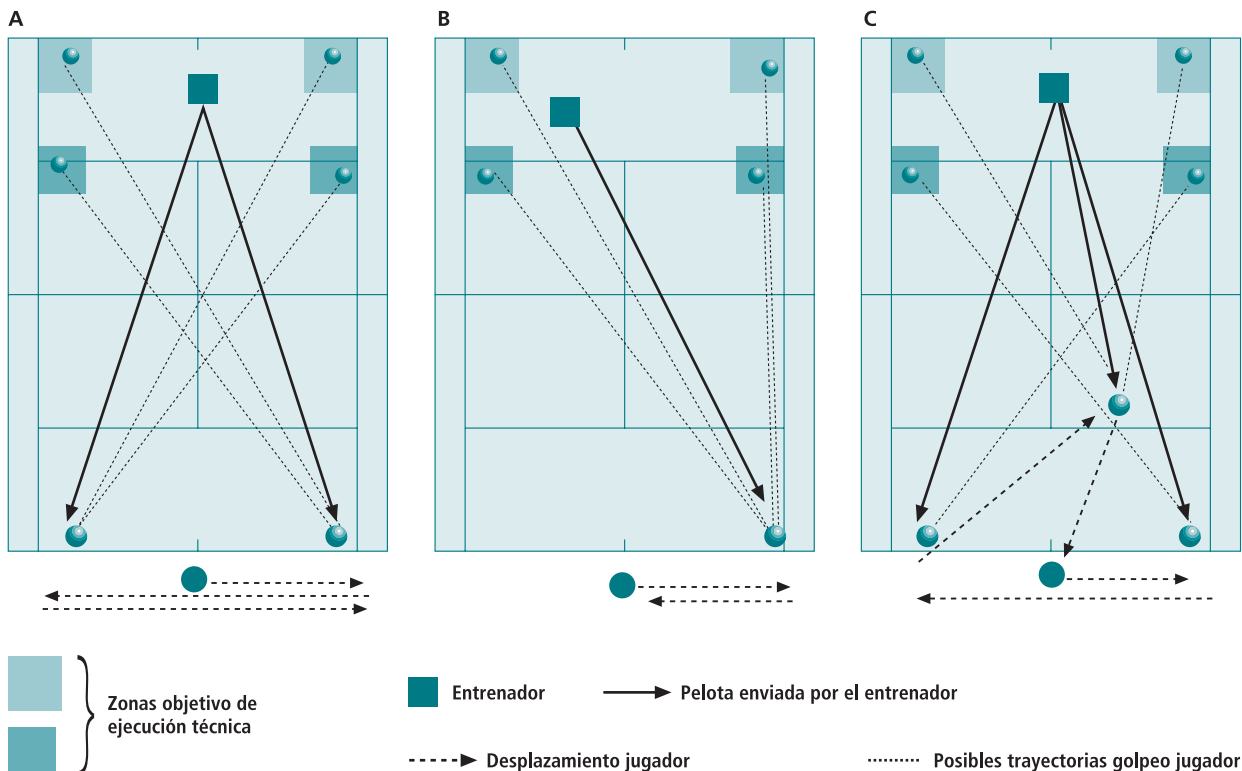 A
B
C
Zonas objetivo de
ejecución técnica
Entrenador
Pelota enviada por el entrenador
Desplazamiento jugador
Posibles trayectorias golpeo jugador